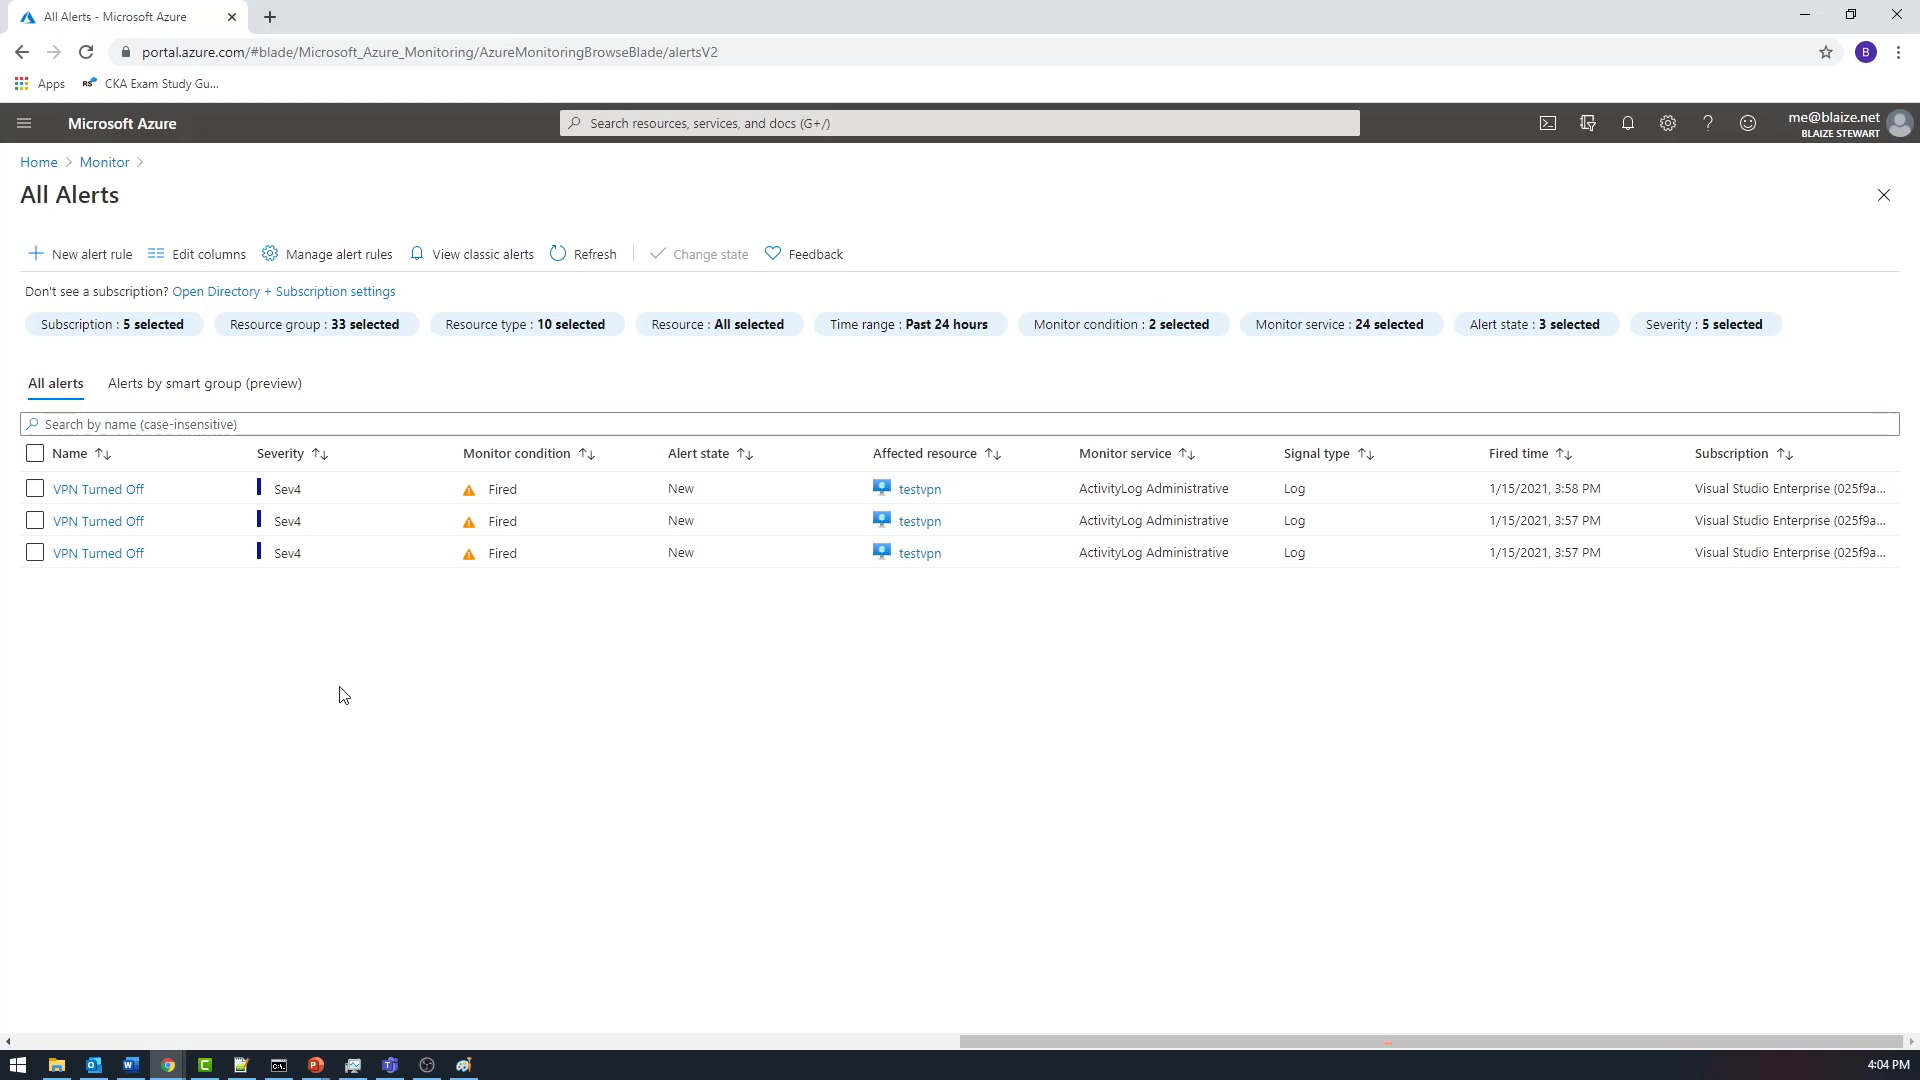 All Alerts - Microsoft Azure
portal.azure.com/#blade/Microsoft_Azure_Monitoring/AzureMonitoringBrowseBlade/alertsV2
B
Apps
RS
CKA Exam Study Gu...
Microsoft Azure
Search resources, services, and docs (G+/)
me@blaize.net
BLAIZE STEWART
Home > Monitor >
All Alerts
New alert rule
Edit columns
Manage alert rules
View classic alerts
Refresh
Change state
Feedback
Don't see a subscription? Open Directory + Subscription settings
Subscription : 5 selected
Resource group : 33 selected
Resource type : 10 selected
Resource : All selected
Time range : Past 24 hours
Monitor condition : 2 selected
Monitor service : 24 selected
Alert state : 3 selected
Severity : 5 selected
All alerts
Alerts by smart group (preview)
Search by name (case-insensitive)
Name Severity Monitor condition Alert state Affected resource Monitor service Signal type Fired time Subscription
VPN Turned Off Sev4 Fired New testvpn ActivityLog Administrative Log 1/15/2021, 3:58 PM Visual Studio Enterprise (025f9a...
VPN Turned Off Sev4 Fired New testvpn ActivityLog Administrative Log 1/15/2021, 3:57 PM Visual Studio Enterprise (025f9a...
VPN Turned Off Sev4 Fired New testvpn ActivityLog Administrative Log 1/15/2021, 3:57 PM Visual Studio Enterprise (025f9a...
4:04 PM